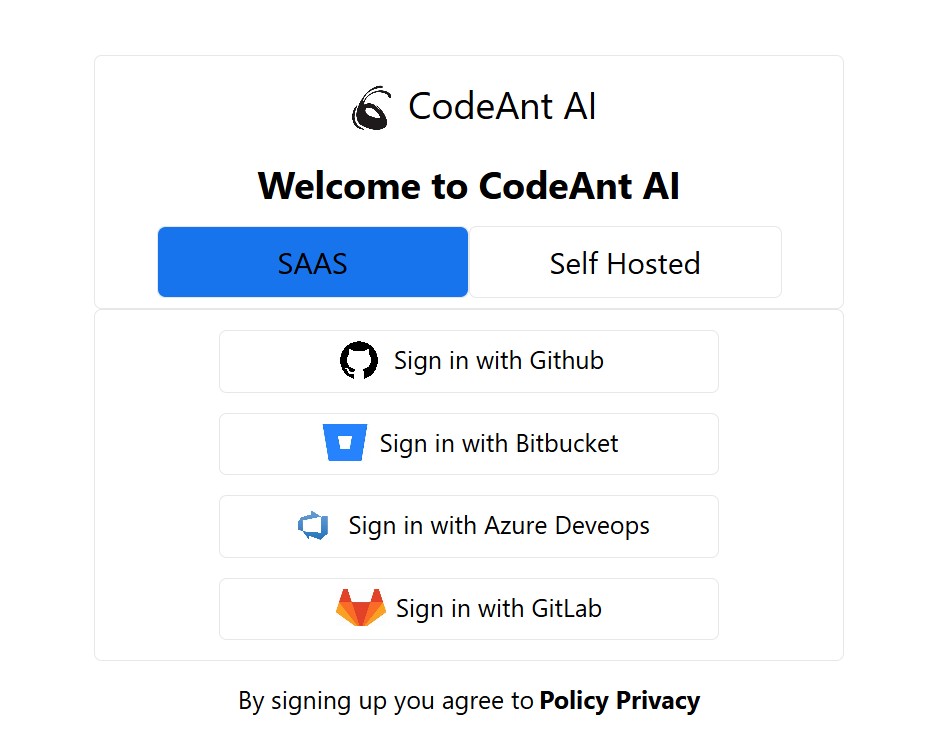 CodeAnt AI
Welcome to CodeAnt AI
SAAS
Self Hosted
Sign in with Github
Sign in with Bitbucket
Sign in with Azure Deveops
Sign in with GitLab
By signing up you agree to Policy Privacy